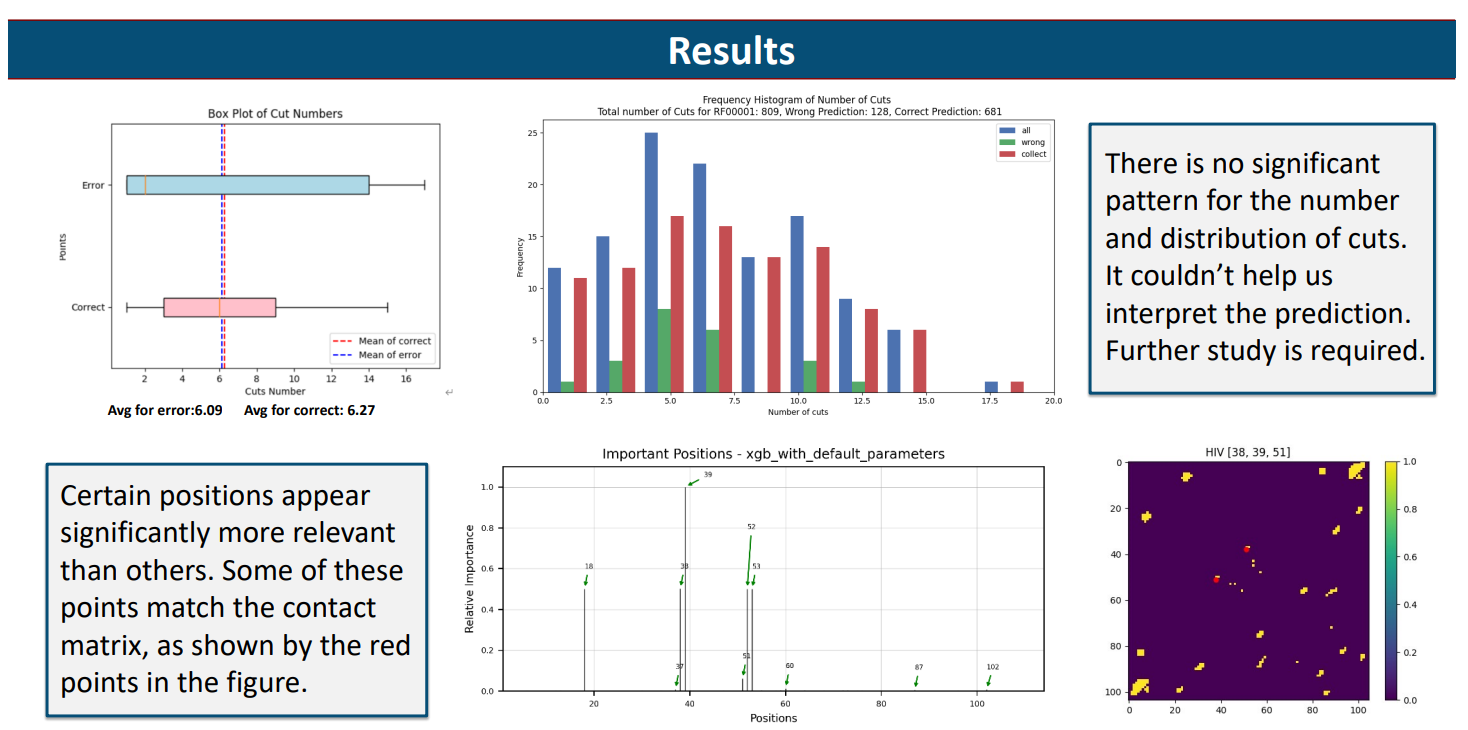 Results
Box Plot of Cut Numbers
Error
Points
Correct
Mean of correct
Mean of error
2 4 6 8 10 12 14 16
Cuts Number
↵
Avg for error:6.09 Avg for correct: 6.27
Frequency Histogram of Number of Cuts
Total number of Cuts for RF00001: 809, Wrong Prediction: 128, Correct Prediction: 681
all
wrong
collect
25
20
15
10
5
0
Frequency
0.0 2.5 5.0 7.5 10.0 12.5 15.0 17.5 20.0
Number of cuts
There is no significant
pattern for the number
and distribution of cuts.
It couldn’t help us
interpret the prediction.
Further study is required.
Certain positions appear
significantly more relevant
than others. Some of these
points match the contact
matrix, as shown by the red
points in the figure.
Important Positions - xgb_with_default_parameters
1.0
0.8
0.6
0.4
0.2
0.0
Relative Importance
39
52
18
38
53
51
37
60
87
102
20 40 60 80 100
Positions
HIV [38, 39, 51]
0
20
40
60
80
100
0 20 40 60 80 100
1.0
0.8
0.6
0.4
0.2
0.0